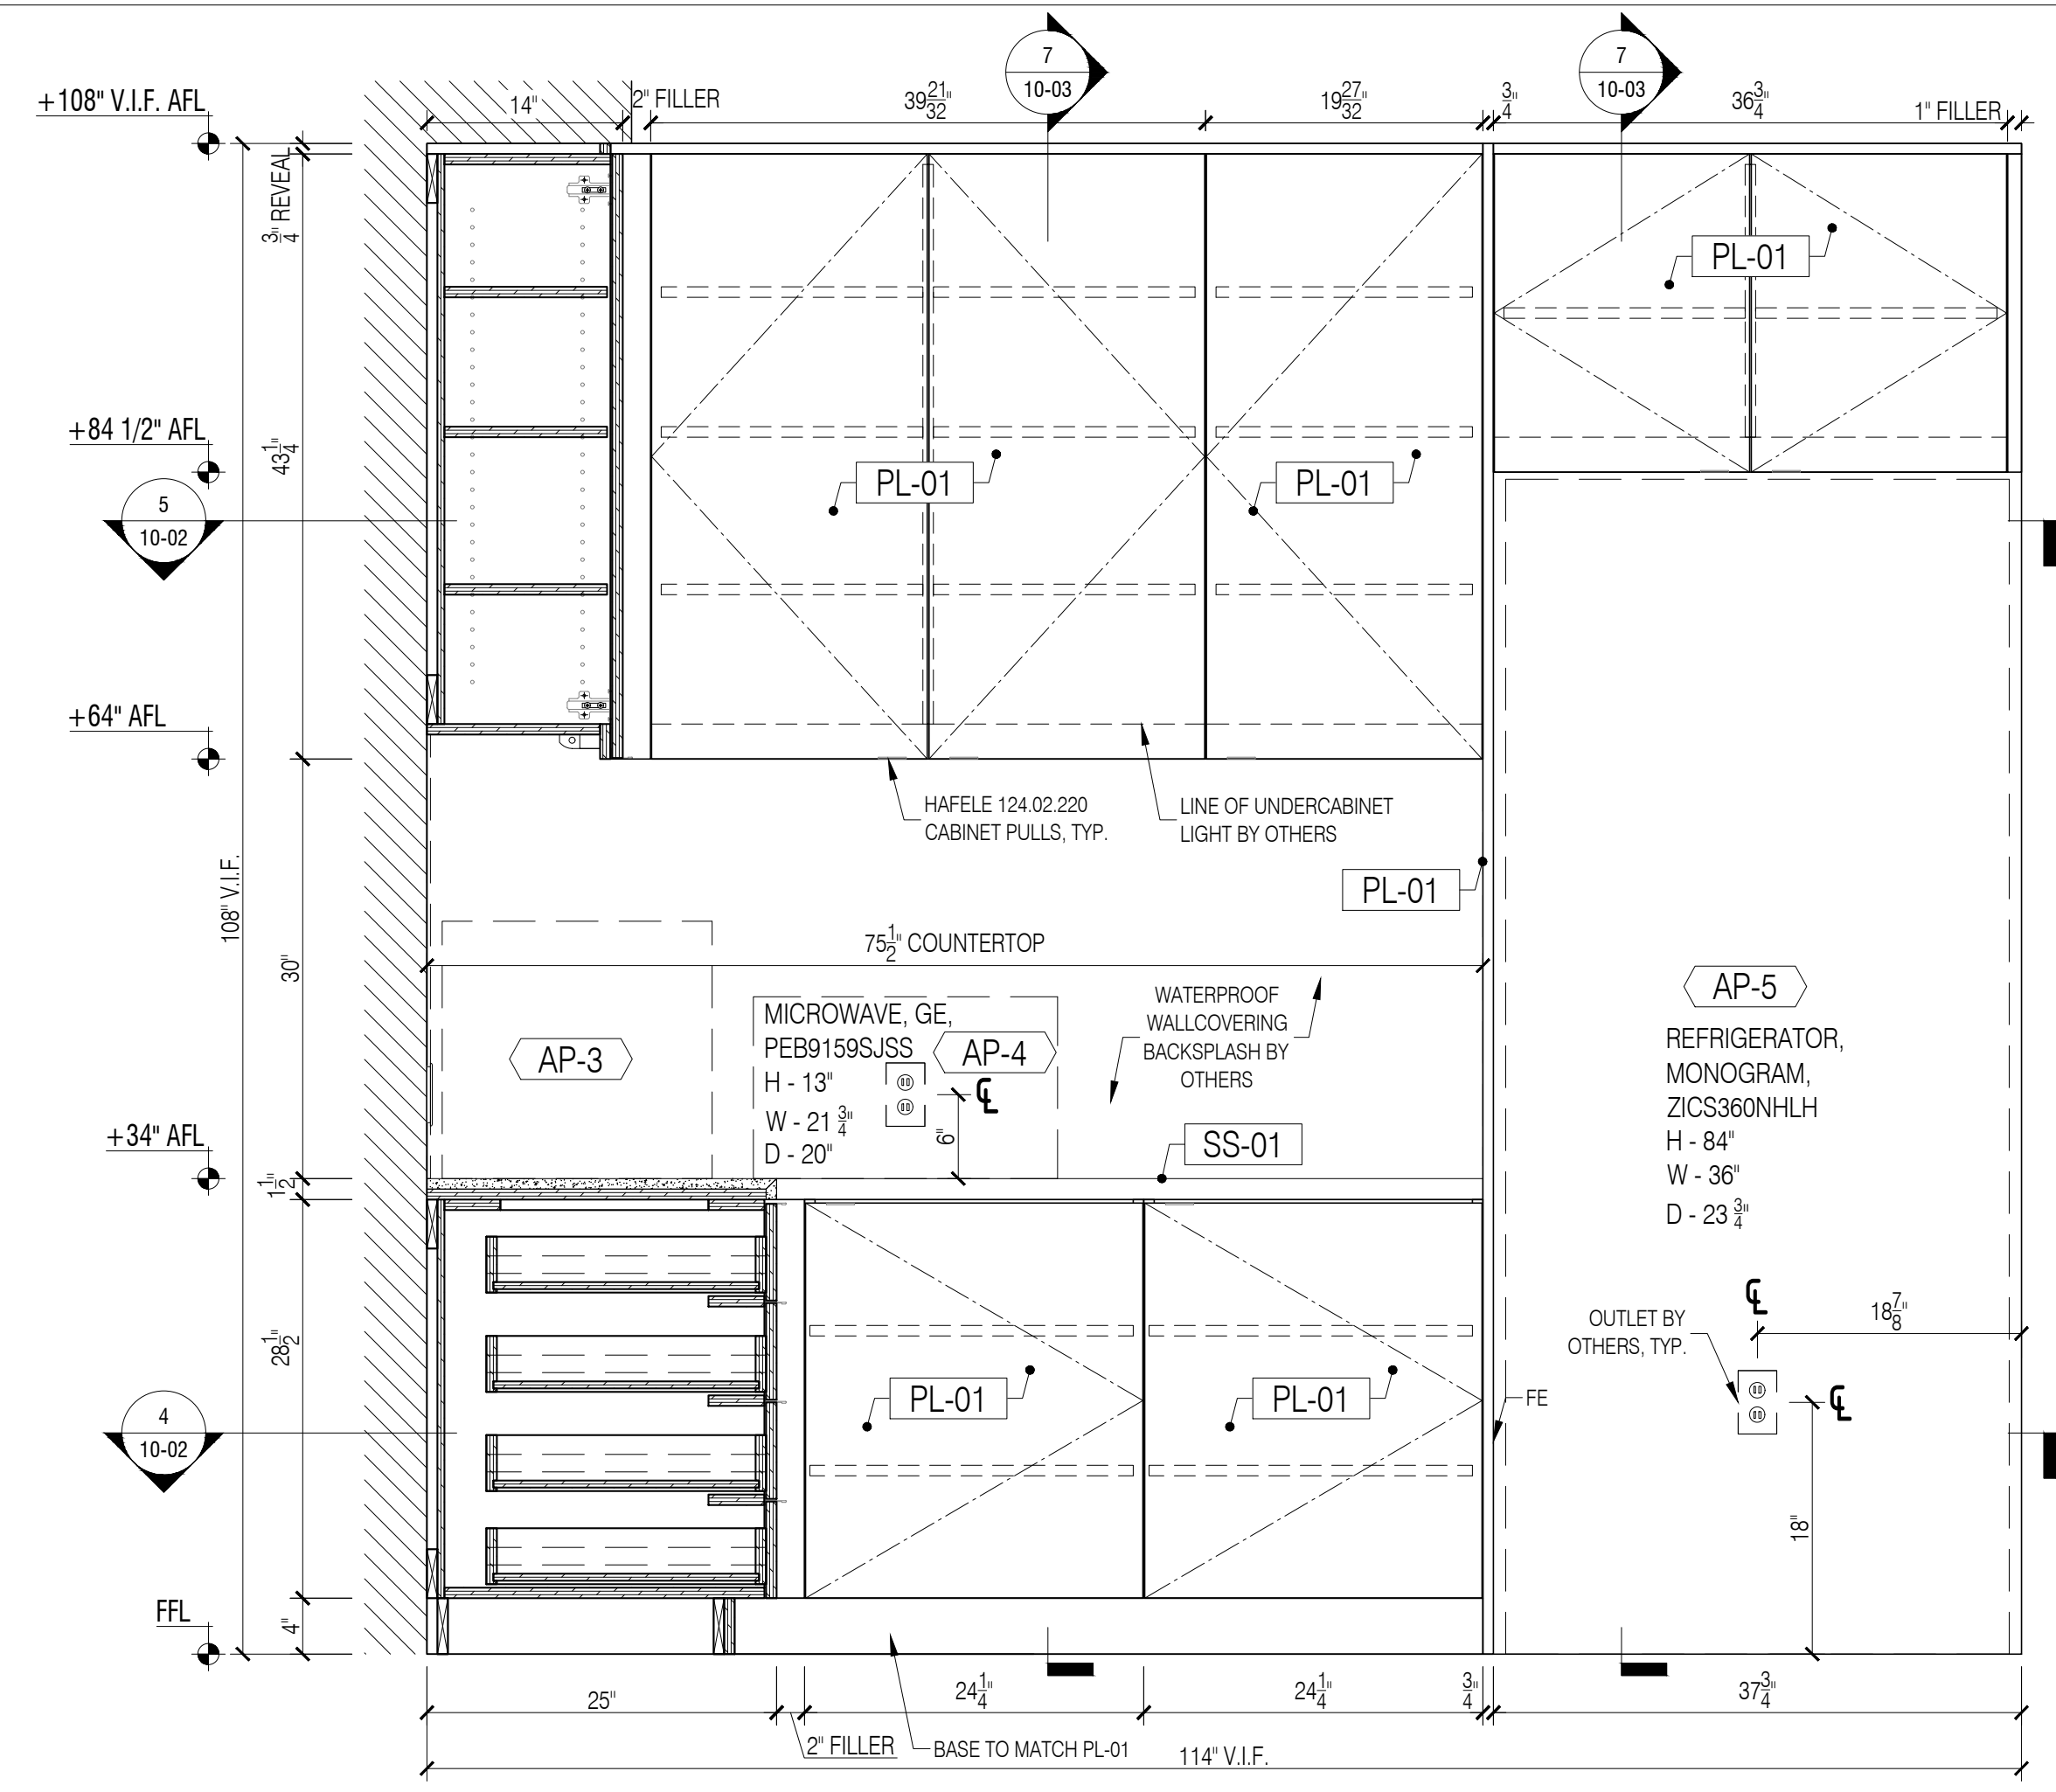 7
10-03
7
10-03
+108" V.I.F. AFL
14"
2" FILLER
39 21/32"
19 27/32"
3/4"
36 3/4"
1" FILLER
3/4" REVEAL
PL-01
+84 1/2" AFL
43 1/4"
PL-01
PL-01
5
10-02
+64" AFL
HAFELE 124.02.220
CABINET PULLS, TYP.
LINE OF UNDERCABINET
LIGHT BY OTHERS
PL-01
108" V.I.F.
30"
75 1/2" COUNTERTOP
AP-3
MICROWAVE, GE,
PEB9159SJSS
H - 13"
W - 21 3/4"
D - 20"
AP-4
CL
6"
WATERPROOF
WALLCOVERING
BACKSPLASH BY
OTHERS
AP-5
REFRIGERATOR,
MONOGRAM,
ZICS360NHLH
H - 84"
W - 36"
D - 23 3/4"
+34" AFL
SS-01
1 1/2"
28 1/2"
CL
18 7/8"
OUTLET BY
OTHERS, TYP.
PL-01
PL-01
FE
CL
4
10-02
18"
FFL
4"
25"
24 1/4"
24 1/4"
3/4"
37 3/4"
2" FILLER
BASE TO MATCH PL-01
114" V.I.F.